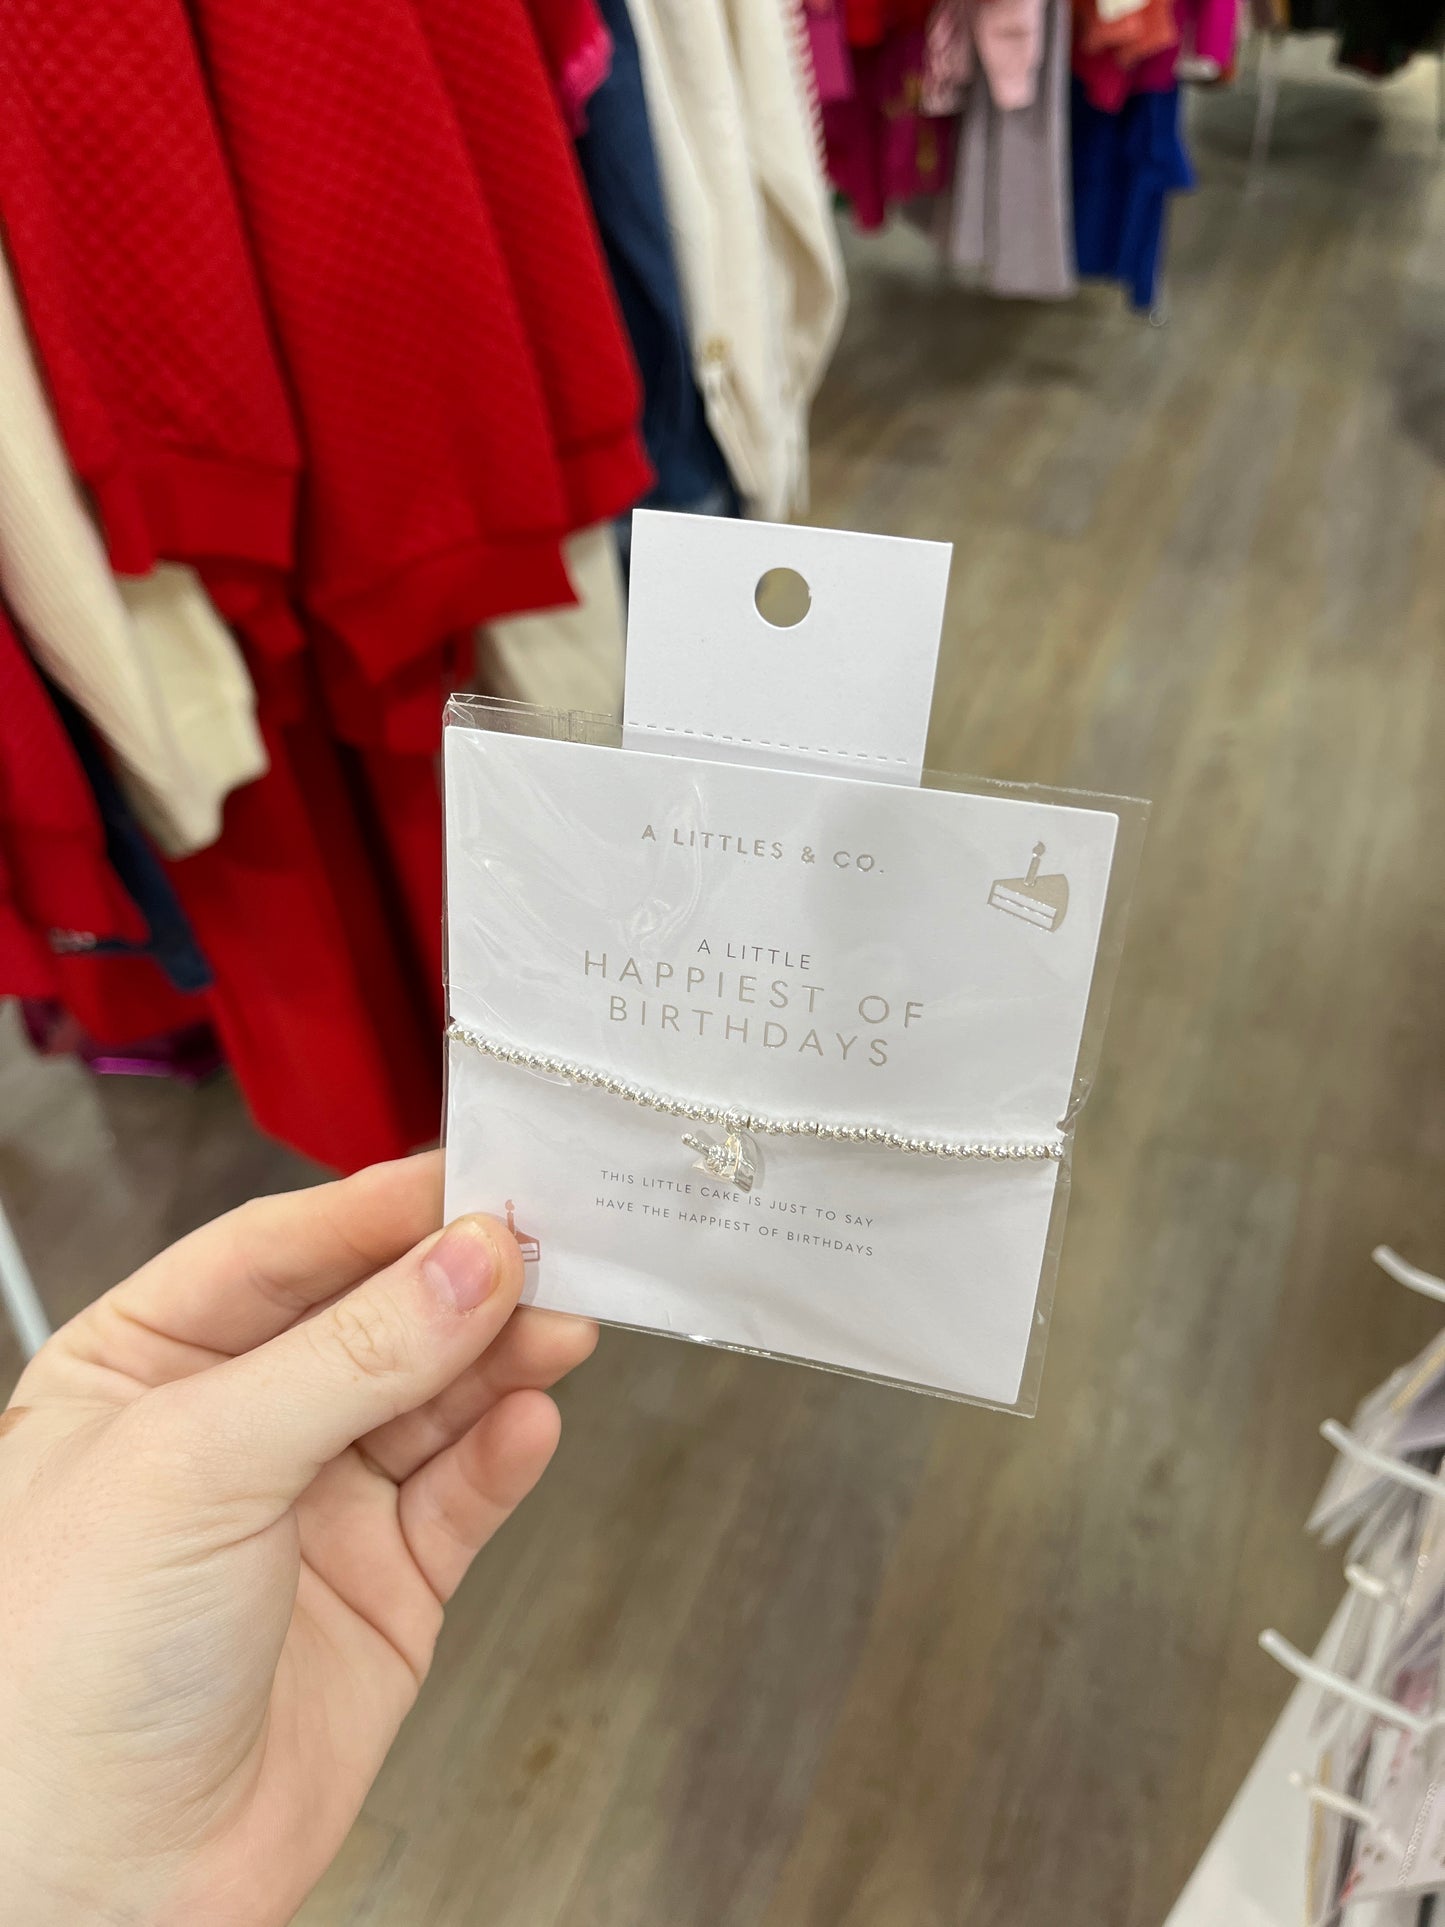 A LITTLES & CO.
A LITTLE
HAPPIEST OF
BIRTHDAYS
THIS LITTLE CAKE IS JUST TO SAY
HAVE THE HAPPIEST OF BIRTHDAYS